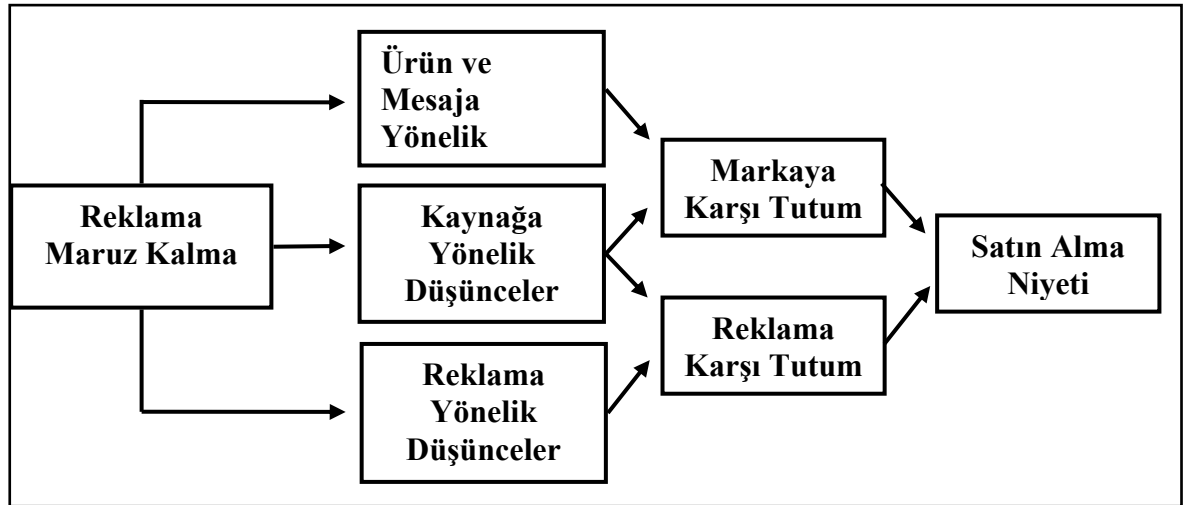 Reklama
Maruz Kalma
Ürün ve
Mesaja
Yönelik
Kaynağa
Yönelik
Düşünceler
Reklama
Yönelik
Düşünceler
Markaya
Karşı Tutum
Reklama
Karşı Tutum
Satın Alma
Niyeti